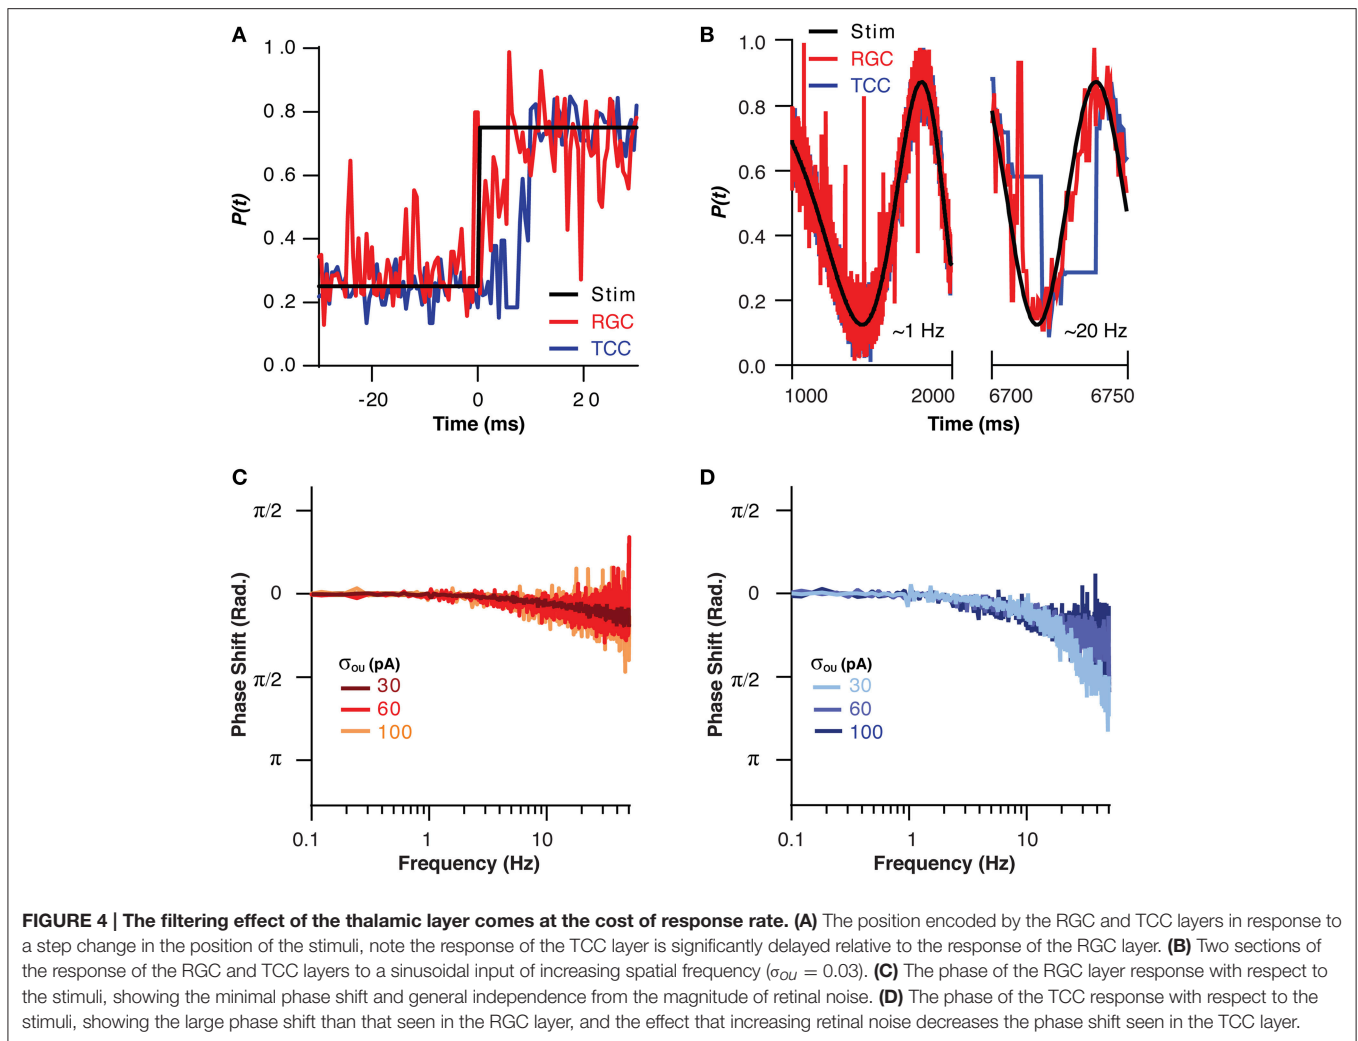 A
1.0
0.8
0.6
0.4
0.2
0.0
P(t)
Stim
RGC
TCC
-20
0
20
Time (ms)
B
Stim
RGC
TCC
1.0
0.8
0.6
0.4
0.2
0.0
P(t)
~1 Hz
~20 Hz
1000
2000
6700
6750
Time (ms)
C
π/2
0
π/2
π
Phase Shift (Rad.)
σou (pA)
30
60
100
0.1
1
10
Frequency (Hz)
D
π/2
0
π/2
π
Phase Shift (Rad.)
σou (pA)
30
60
100
0.1
1
10
Frequency (Hz)
FIGURE 4 | The filtering effect of the thalamic layer comes at the cost of response rate. (A) The position encoded by the RGC and TCC layers in response to
a step change in the position of the stimuli, note the response of the TCC layer is significantly delayed relative to the response of the RGC layer. (B) Two sections of
the response of the RGC and TCC layers to a sinusoidal input of increasing spatial frequency (σou = 0.03). (C) The phase of the RGC layer response with respect to
the stimuli, showing the minimal phase shift and general independence from the magnitude of retinal noise. (D) The phase of the TCC response with respect to the
stimuli, showing the large phase shift than that seen in the RGC layer, and the effect that increasing retinal noise decreases the phase shift seen in the TCC layer.